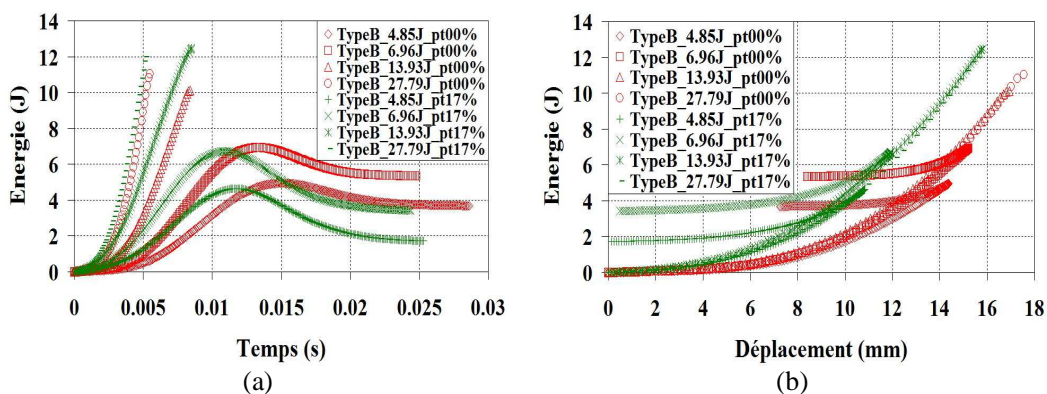 14
12
10
8
6
4
2
0
Energie (J)
TypeB_4.85J_pt00%
TypeB_6.96J_pt00%
TypeB_13.93J_pt00%
TypeB_27.79J_pt00%
TypeB_4.85J_pt17%
TypeB_6.96J_pt17%
TypeB_13.93J_pt17%
TypeB_27.79J_pt17%
0 0.005 0.01 0.015 0.02 0.025 0.03
Temps (s)
(a)
14
12
10
8
6
4
2
0
Energie (J)
TypeB_4.85J_pt00%
TypeB_6.96J_pt00%
TypeB_13.93J_pt00%
TypeB_27.79J_pt00%
TypeB_4.85J_pt17%
TypeB_6.96J_pt17%
TypeB_13.93J_pt17%
TypeB_27.79J_pt17%
0 2 4 6 8 10 12 14 16 18
Déplacement (mm)
(b)